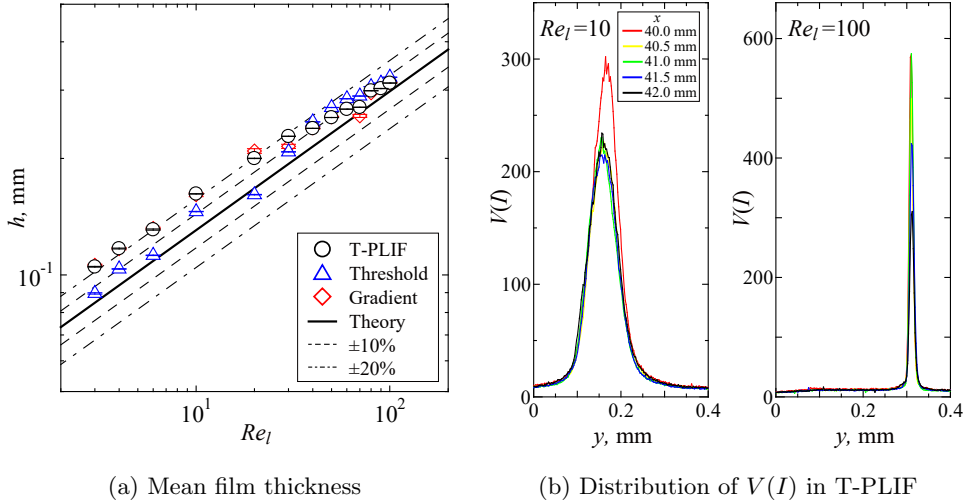 h, mm
10⁻¹
10¹
10²
Re_l
T-PLIF
Threshold
Gradient
Theory
±10%
±20%
(a) Mean film thickness
Re_l=10
x
40.0 mm
40.5 mm
41.0 mm
41.5 mm
42.0 mm
V(I)
300
200
100
0
0 0.2 0.4
y, mm
Re_l=100
V(I)
600
400
200
0
0 0.2 0.4
y, mm
(b) Distribution of V(I) in T-PLIF